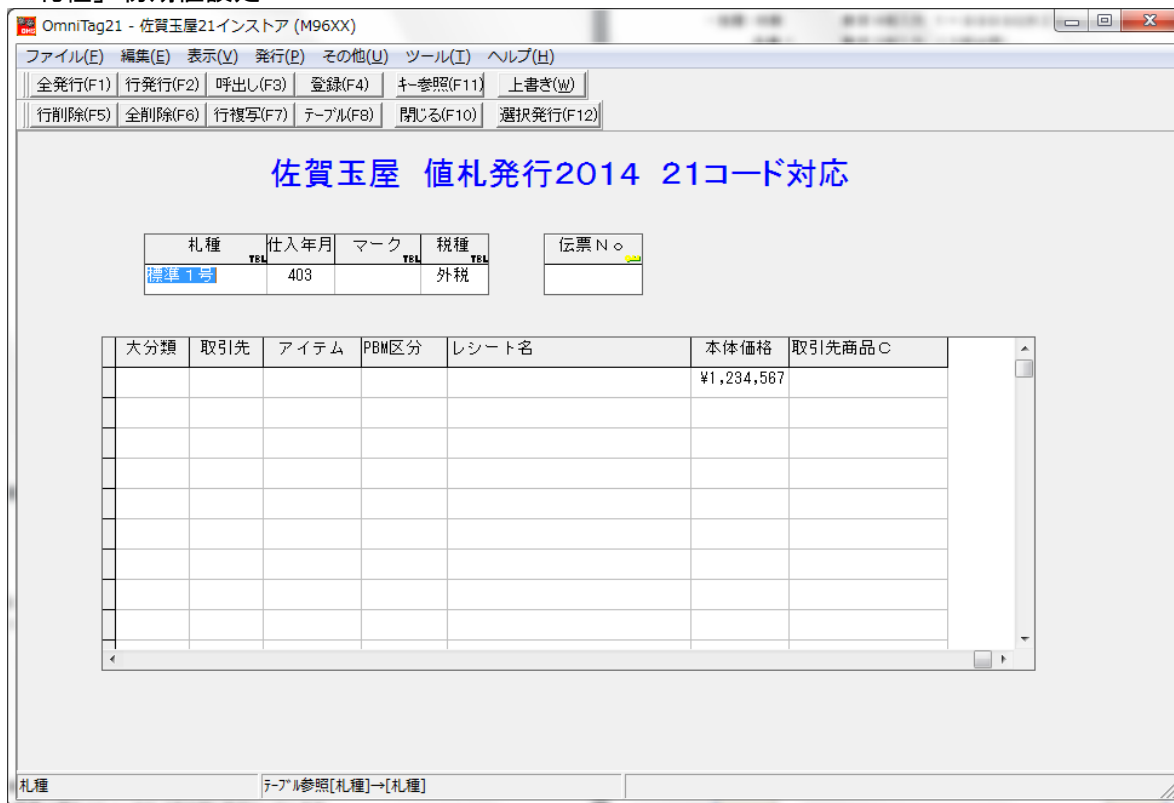 OmniTag21 - 佐賀玉屋21インストア (M96XX)
ファイル(F) 編集(E) 表示(V) 発行(P) その他(U) ツール(T) ヘルプ(H)
全発行(F1) 行発行(F2) 呼出し(F3) 登録(F4) ｷｰ参照(F11) 上書き(W)
行削除(F5) 全削除(F6) 行複写(F7) ﾃｰﾌﾞﾙ(F8) 閉じる(F10) 選択発行(F12)
佐賀玉屋 値札発行2014 21コード対応
札種 TBL 仕入年月 マーク TBL 税種 TBL 伝票No
標準1号 403 外税
大分類 取引先 アイテム PBM区分 レシート名 本体価格 取引先商品C
¥1,234,567
札種 ﾃｰﾌﾞﾙ参照[札種]→[札種]